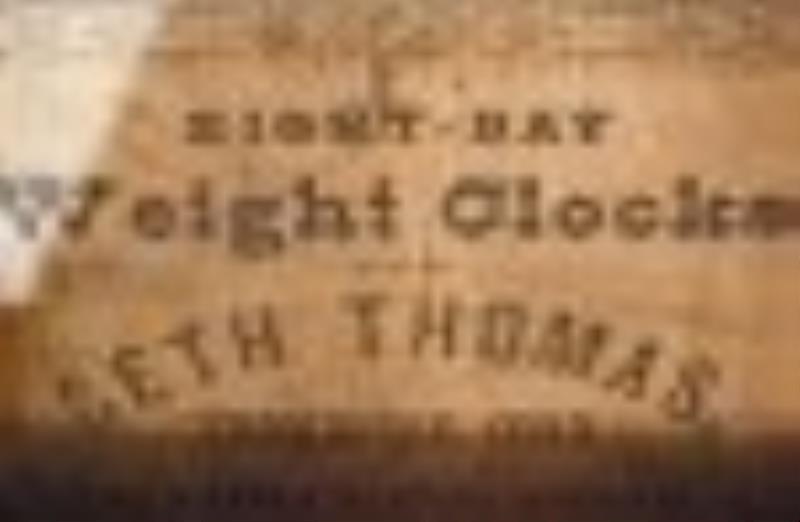 EIGHT-DAY
Weight Clocks
SETH THOMAS,